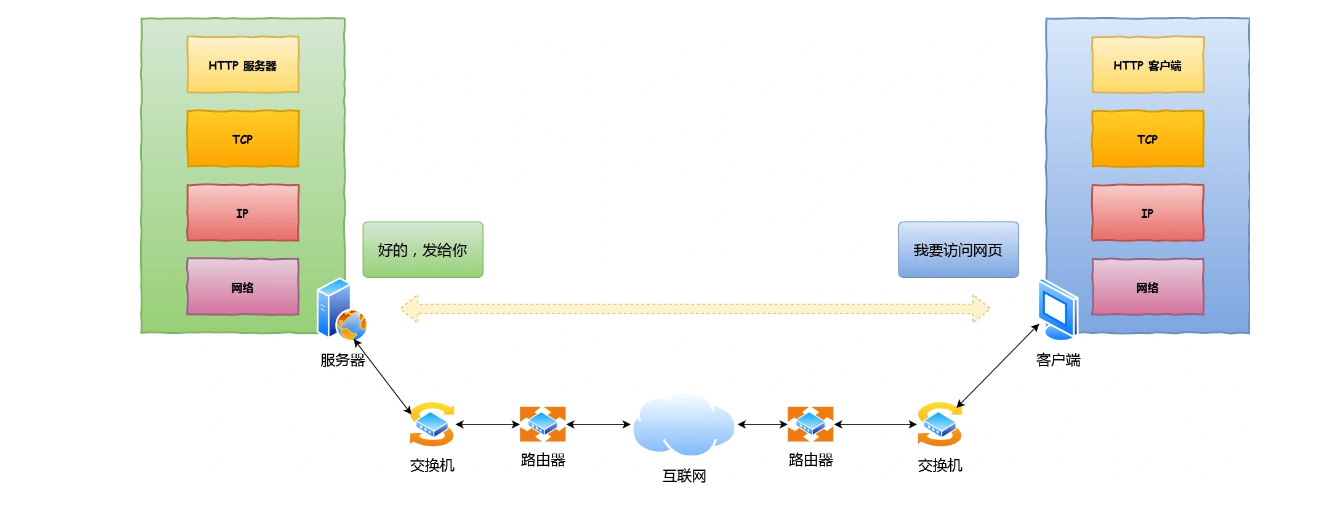 HTTP 服务器
TCP
IP
网络
HTTP 客户端
TCP
IP
网络
好的，发给你
我要访问网页
服务器
客户端
交换机
路由器
互联网
路由器
交换机